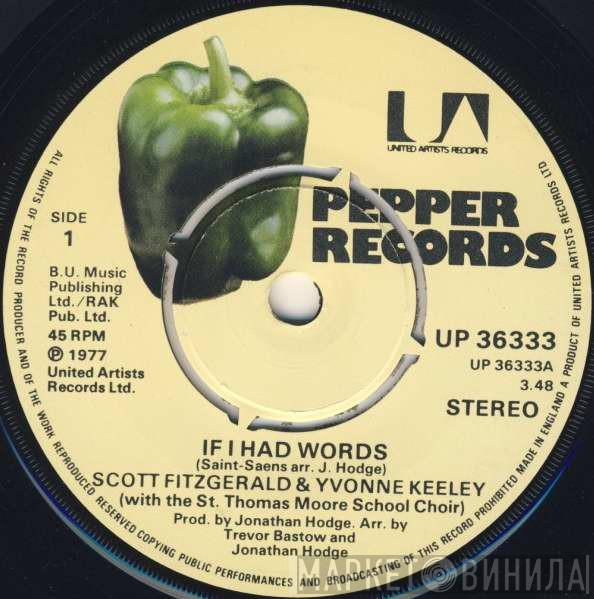 UNITED ARTISTS RECORDS
PEPPER
RECORDS
SIDE
1
B.U. Music
Publishing
Ltd./RAK
Pub. Ltd.
45 RPM
Ⓟ 1977
United Artists
Records Ltd.
UP 36333
UP 36333A
3.48
STEREO
IF I HAD WORDS
(Saint-Saens arr. J. Hodge)
SCOTT FITZGERALD & YVONNE KEELEY
(with the St. Thomas Moore School Choir)
Prod. by Jonathan Hodge. Arr. by
Trevor Bastow and
Jonathan Hodge
ALL RIGHTS OF THE RECORD PRODUCER AND OF THE WORK REPRODUCED RESERVED COPYING PUBLIC PERFORMANCES AND BROADCASTING OF THIS RECORD PROHIBITED MADE IN ENGLAND A PRODUCT OF UNITED ARTISTS RECORDS LTD
МАРКЕТ ВИНИЛА